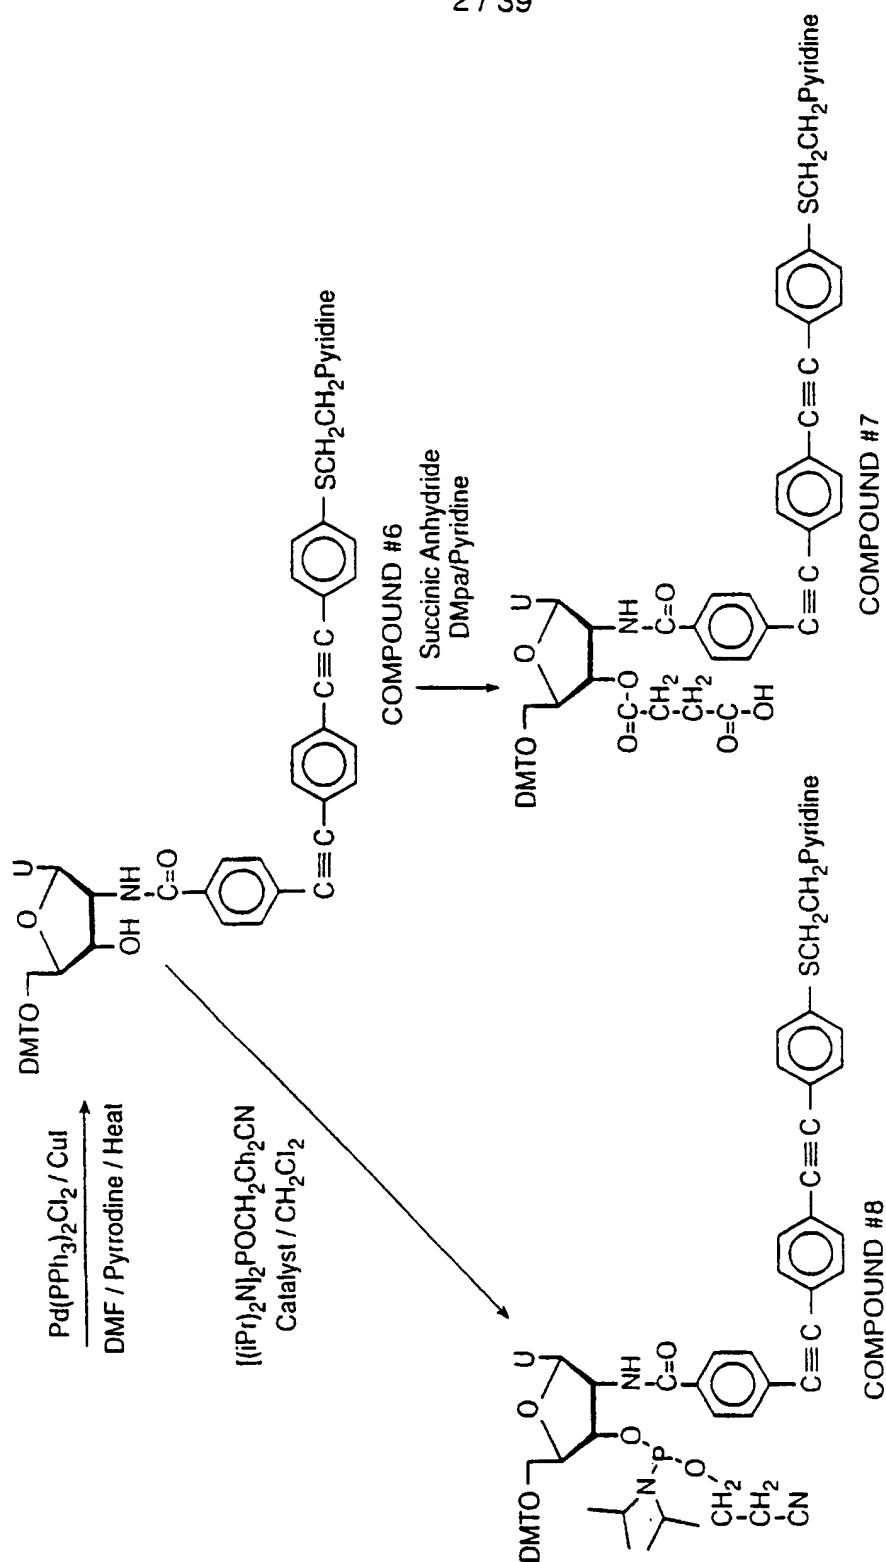 2 / 39
Pd(PPh3)2Cl2 / CuI
DMF / Pyrrodine / Heat
DMTO
O
U
OH
NH
C=O
C≡C
C≡C
SCH2CH2Pyridine
COMPOUND #6
[(iPr)2N]2POCH2Ch2CN
Catalyst / CH2Cl2
Succinic Anhydride
DMpa/Pyridine
DMTO
O
U
O
P
N
O
CH2
CH2
CN
NH
C=O
C≡C
C≡C
SCH2CH2Pyridine
COMPOUND #8
DMTO
O
U
O=C-O
CH2
C-CH2
O=C-C
OH
NH
C=O
C≡C
C≡C
SCH2CH2Pyridine
COMPOUND #7